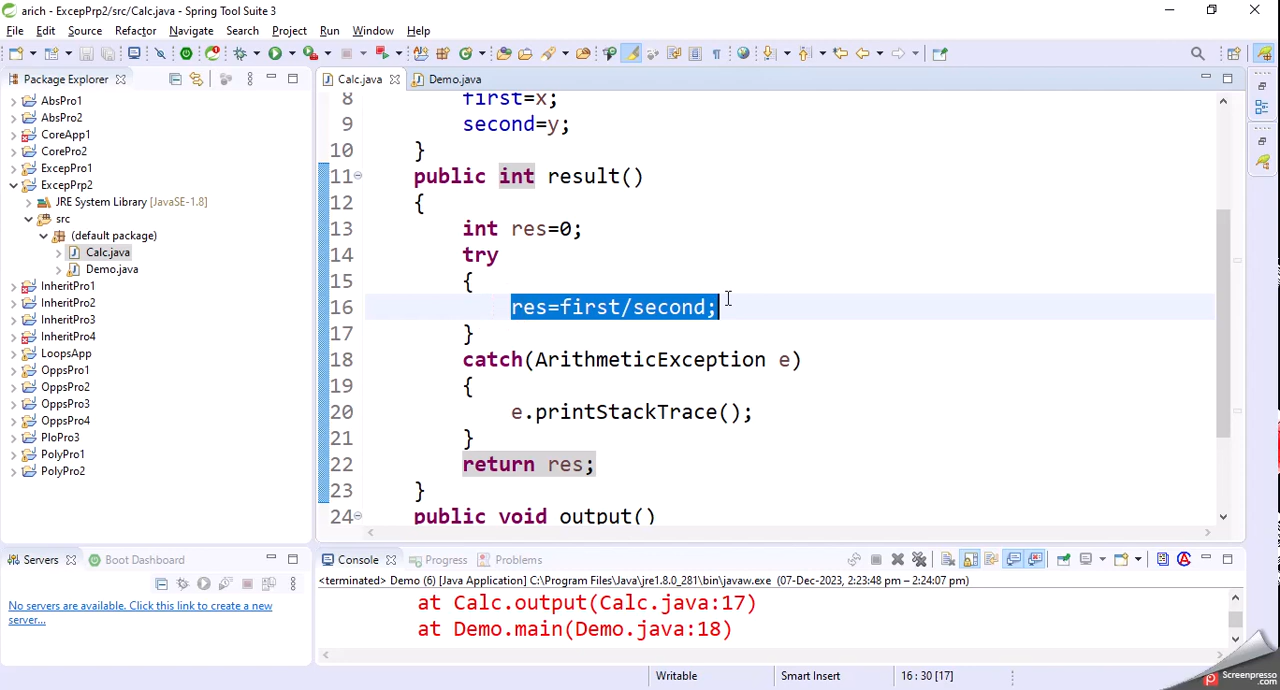 arich - ExcepPrp2/src/Calc.java - Spring Tool Suite 3
File Edit Source Refactor Navigate Search Project Run Window Help
Package Explorer
Calc.java
Demo.java
AbsPro1
AbsPro2
CoreApp1
CorePro2
ExcepPro1
ExcepPrp2
JRE System Library [JavaSE-1.8]
src
(default package)
Calc.java
Demo.java
InheritPro1
InheritPro2
InheritPro3
InheritPro4
LoopsApp
OppsPro1
OppsPro2
OppsPro3
OppsPro4
PloPro3
PolyPro1
PolyPro2
8 first=x;
9 second=y;
10 }
11 public int result()
12 {
13 int res=0;
14 try
15 {
16 res=first/second;
17 }
18 catch(ArithmeticException e)
19 {
20 e.printStackTrace();
21 }
22 return res;
23 }
24 public void output()
Servers
Boot Dashboard
No servers are available. Click this link to create a new
server...
Console
Progress
Problems
<terminated> Demo (6) [Java Application] C:\Program Files\Java\jre1.8.0_281\bin\javaw.exe (07-Dec-2023, 2:23:48 pm – 2:24:07 pm)
at Calc.output(Calc.java:17)
at Demo.main(Demo.java:18)
Writable
Smart Insert
16 : 30 [17]
Screenpresso
.com